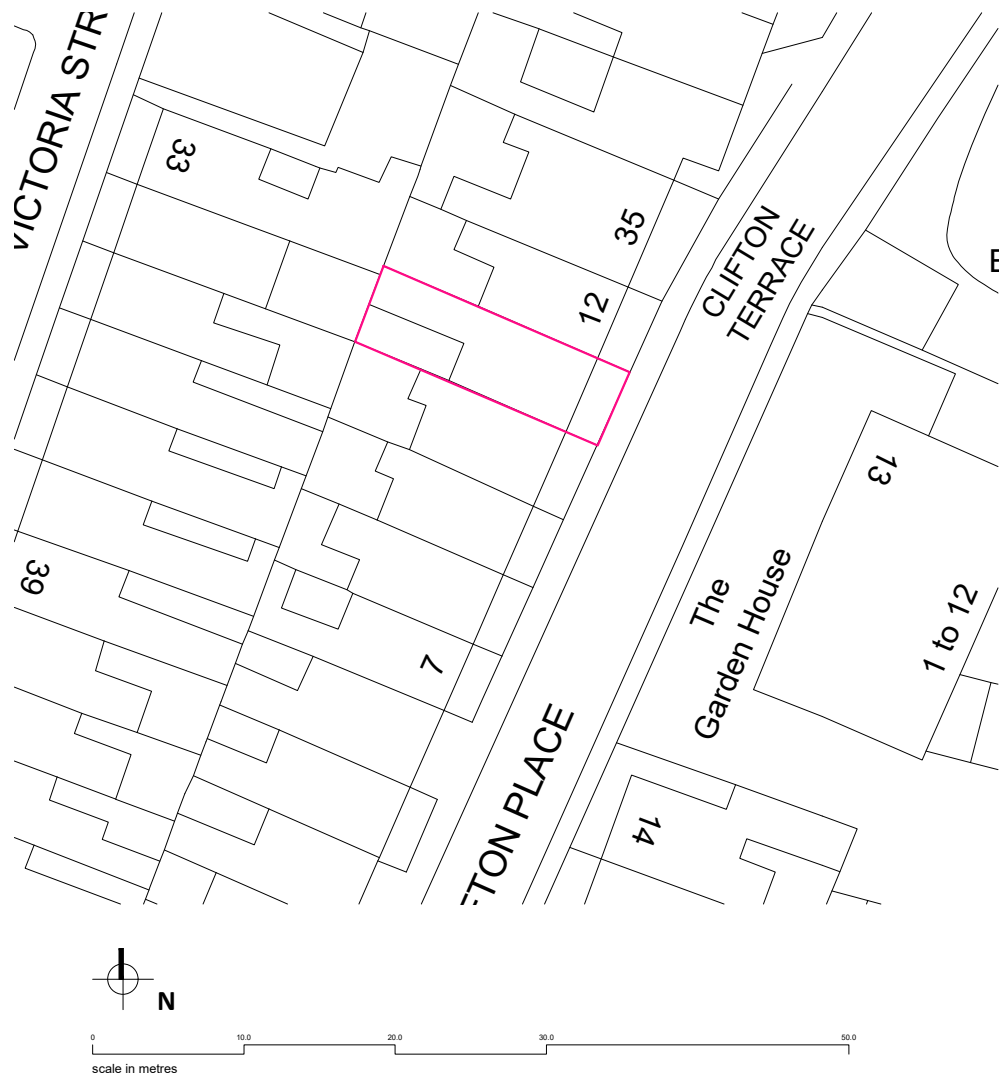 VICTORIA STR
33
35
CLIFTON
TERRACE
E
12
13
The
Garden House
1 to 12
39
7
FTON PLACE
14
N
0 10.0 20.0 30.0 50.0
scale in metres